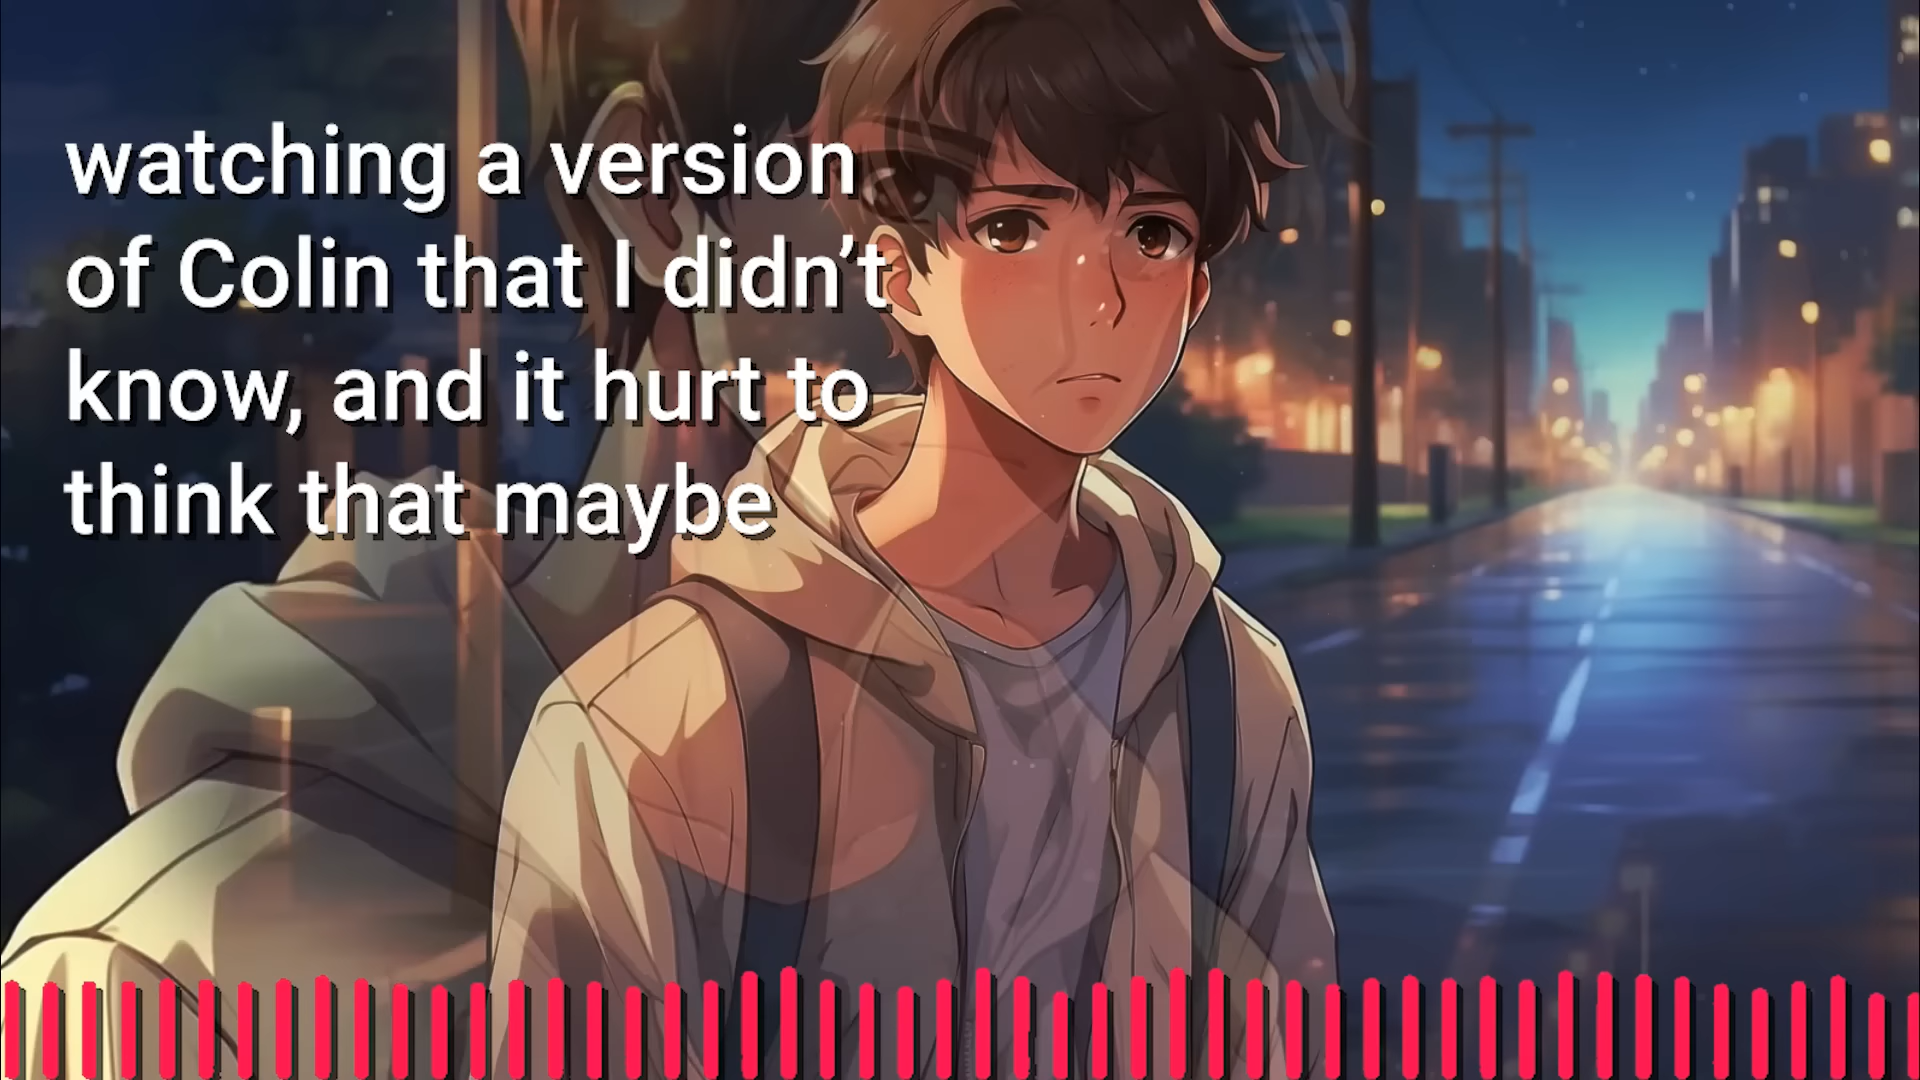 watching a version
of Colin that I didn’t
know, and it hurt to
think that maybe